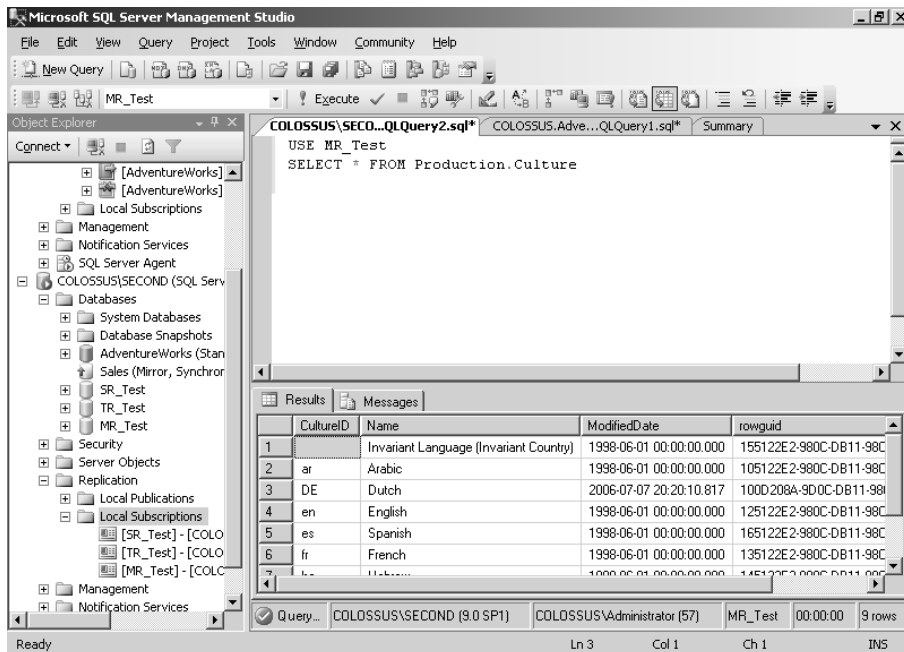 Microsoft SQL Server Management Studio
File Edit View Query Project Tools Window Community Help
New Query
MR_Test Execute
Object Explorer
Connect
[AdventureWorks]
[AdventureWorks]
Local Subscriptions
Management
Notification Services
SQL Server Agent
COLOSSUS\SECOND (SQL Serv
Databases
System Databases
Database Snapshots
AdventureWorks (Stan
Sales (Mirror, Synchror
SR_Test
TR_Test
MR_Test
Security
Server Objects
Replication
Local Publications
Local Subscriptions
[SR_Test] - [COLO
[TR_Test] - [COLO
[MR_Test] - [COLO
Management
Notification Services
COLOSSUS\SECO...QLQuery2.sql* COLOSSUS.Adve...QLQuery1.sql* Summary
USE MR_Test
SELECT * FROM Production.Culture
Results Messages
CultureID Name ModifiedDate rowguid
1 Invariant Language (Invariant Country) 1998-06-01 00:00:00.000 155122E2-980C-DB11-98C
2 ar Arabic 1998-06-01 00:00:00.000 105122E2-980C-DB11-98C
3 DE Dutch 2006-07-07 20:20:10.817 100D208A-9D0C-DB11-98
4 en English 1998-06-01 00:00:00.000 125122E2-980C-DB11-98C
5 es Spanish 1998-06-01 00:00:00.000 165122E2-980C-DB11-98C
6 fr French 1998-06-01 00:00:00.000 135122E2-980C-DB11-98C
Query... COLOSSUS\SECOND (9.0 SP1) COLOSSUS\Administrator (57) MR_Test 00:00:00 9 rows
Ready Ln 3 Col 1 Ch 1 INS